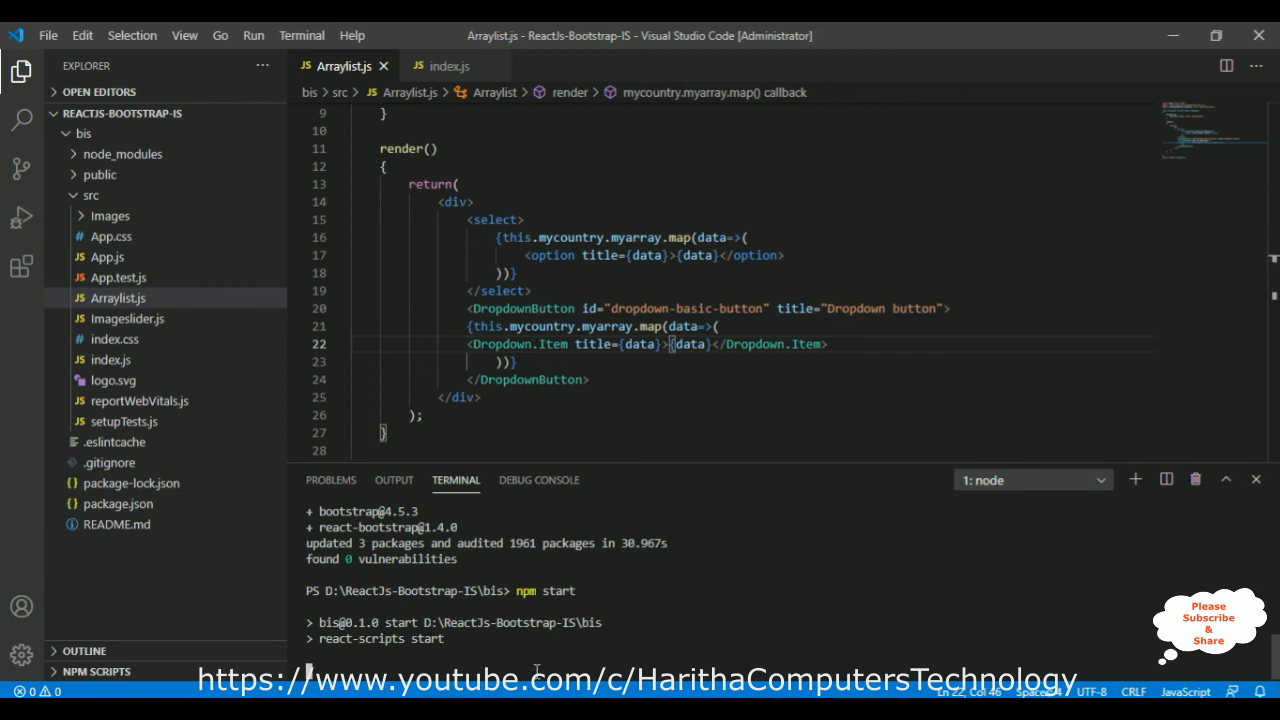 File Edit Selection View Go Run Terminal Help
Arraylist.js - ReactJs-Bootstrap-IS - Visual Studio Code [Administrator]
EXPLORER
OPEN EDITORS
REACTJS-BOOTSTRAP-IS
bis
node_modules
public
src
Images
App.css
App.js
App.test.js
Arraylist.js
Imageslider.js
index.css
index.js
logo.svg
reportWebVitals.js
setupTests.js
.eslintcache
.gitignore
package-lock.json
package.json
README.md
OUTLINE
NPM SCRIPTS
Arraylist.js index.js
bis > src > Arraylist.js > Arraylist > render > mycountry.myarray.map() callback
9 }
10
11 render()
12 {
13 return(
14 <div>
15 <select>
16 {this.mycountry.myarray.map(data=>(
17 <option title={data}>{data}</option>
18 ))}
19 </select>
20 <DropdownButton id="dropdown-basic-button" title="Dropdown button">
21 {this.mycountry.myarray.map(data=>(
22 <Dropdown.Item title={data}>{data}</Dropdown.Item>
23 ))}
24 </DropdownButton>
25 </div>
26 );
27 }
28
PROBLEMS OUTPUT TERMINAL DEBUG CONSOLE 1: node
+ bootstrap@4.5.3
+ react-bootstrap@1.4.0
updated 3 packages and audited 1961 packages in 30.967s
found 0 vulnerabilities
PS D:\ReactJs-Bootstrap-IS\bis> npm start
> bis@0.1.0 start D:\ReactJs-Bootstrap-IS\bis
> react-scripts start
Please
Subscribe
&
Share
https://www.youtube.com/c/HarithaComputersTechnology
0 0 Ln 22, Col 46 Spaces: 4 UTF-8 CRLF JavaScript